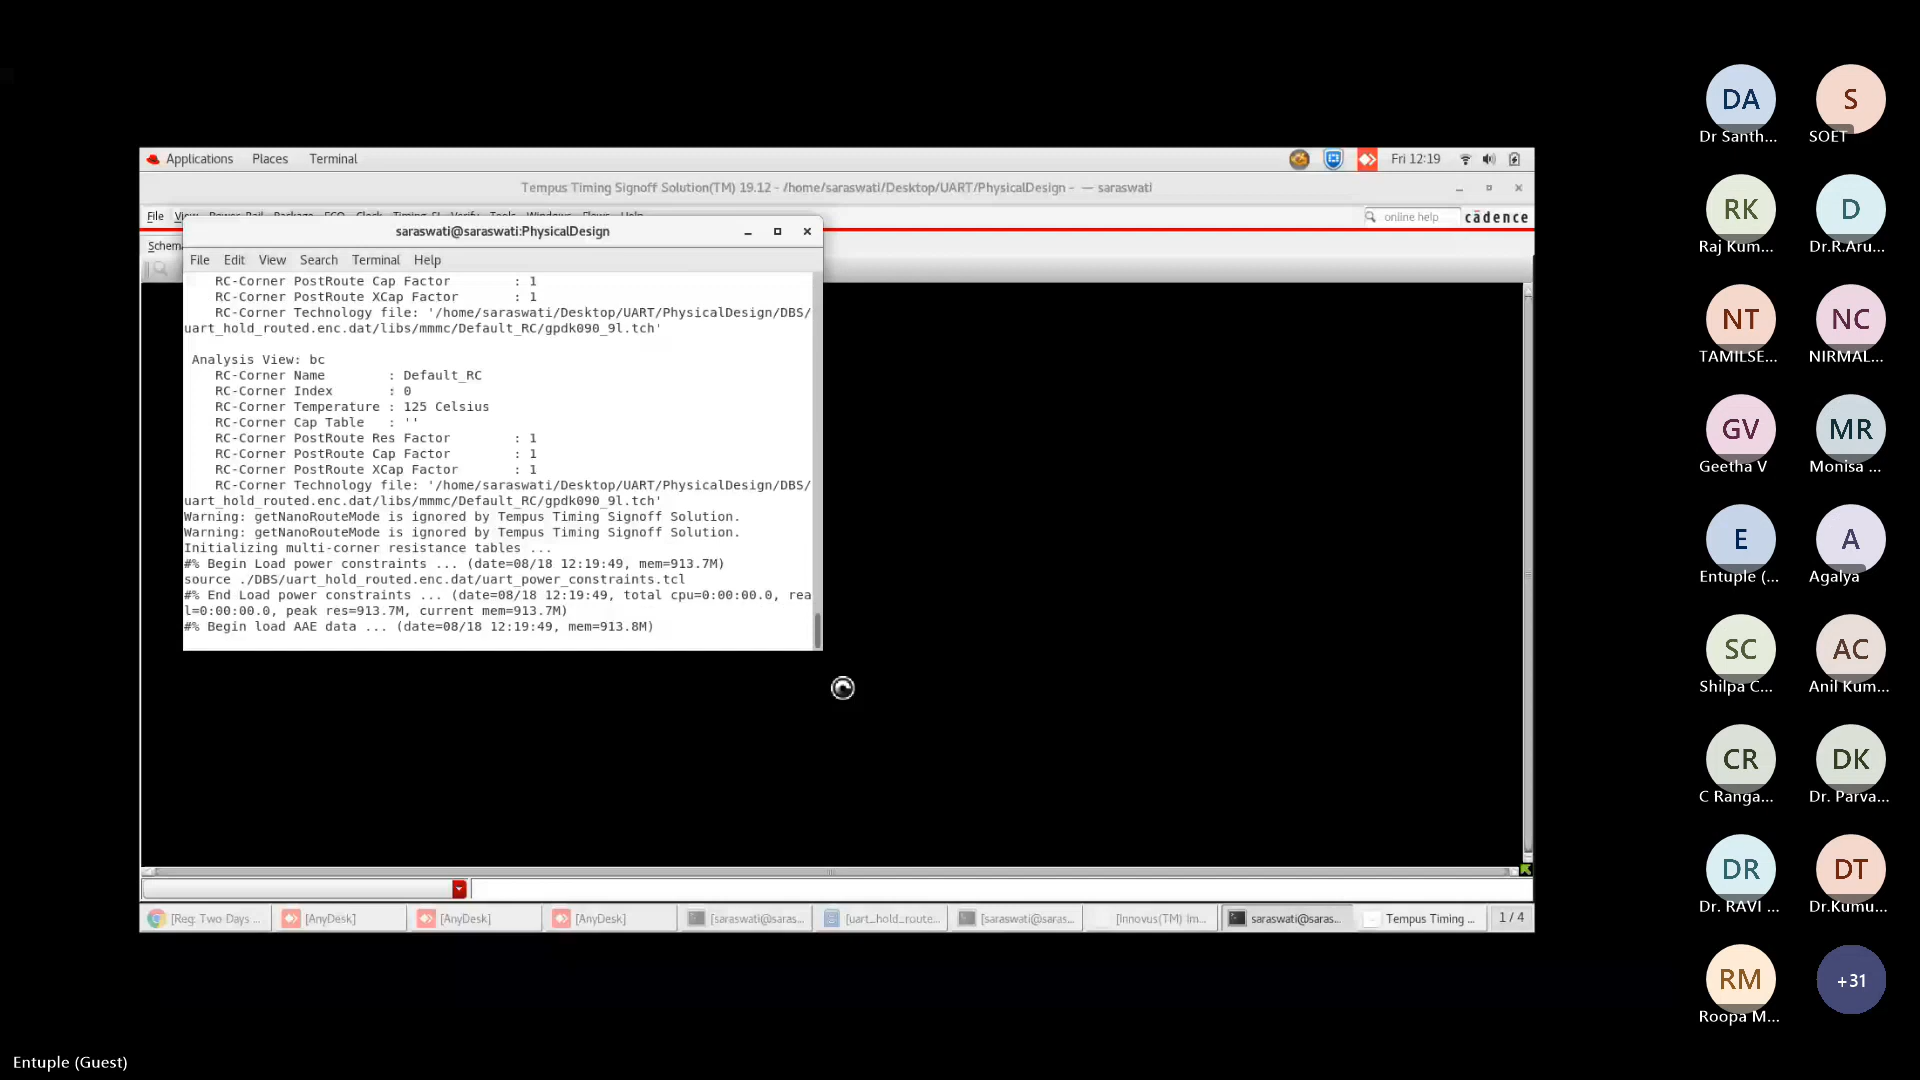 Applications Places Terminal Fri 12:19
Tempus Timing Signoff Solution(TM) 19.12 - /home/saraswati/Desktop/UART/PhysicalDesign - — saraswati
File online help cādence
saraswati@saraswati:PhysicalDesign
File Edit View Search Terminal Help
RC-Corner PostRoute Cap Factor : 1
RC-Corner PostRoute XCap Factor : 1
RC-Corner Technology file: '/home/saraswati/Desktop/UART/PhysicalDesign/DBS/
uart_hold_routed.enc.dat/libs/mmmc/Default_RC/gpdk090_9l.tch'
Analysis View: bc
RC-Corner Name : Default_RC
RC-Corner Index : 0
RC-Corner Temperature : 125 Celsius
RC-Corner Cap Table : ''
RC-Corner PostRoute Res Factor : 1
RC-Corner PostRoute Cap Factor : 1
RC-Corner PostRoute XCap Factor : 1
RC-Corner Technology file: '/home/saraswati/Desktop/UART/PhysicalDesign/DBS/
uart_hold_routed.enc.dat/libs/mmmc/Default_RC/gpdk090_9l.tch'
Warning: getNanoRouteMode is ignored by Tempus Timing Signoff Solution.
Warning: getNanoRouteMode is ignored by Tempus Timing Signoff Solution.
Initializing multi-corner resistance tables ...
#% Begin Load power constraints ... (date=08/18 12:19:49, mem=913.7M)
source ./DBS/uart_hold_routed.enc.dat/uart_power_constraints.tcl
#% End Load power constraints ... (date=08/18 12:19:49, total cpu=0:00:00.0, rea
l=0:00:00.0, peak res=913.7M, current mem=913.7M)
#% Begin load AAE data ... (date=08/18 12:19:49, mem=913.8M)
[Req: Two Days ... [AnyDesk] [AnyDesk] [AnyDesk] [saraswati@saras... [uart_hold_route... [saraswati@saras... [Innovus(TM) Im... saraswati@saras... Tempus Timing ... 1 / 4
DA S
Dr Santh... SOET
RK D
Raj Kum... Dr.R.Aru...
NT NC
TAMILSE... NIRMAL...
GV MR
Geetha V Monisa ...
E A
Entuple (... Agalya
SC AC
Shilpa C... Anil Kum...
CR DK
C Ranga... Dr. Parva...
DR DT
Dr. RAVI ... Dr.Kumu...
RM +31
Roopa M...
Entuple (Guest)